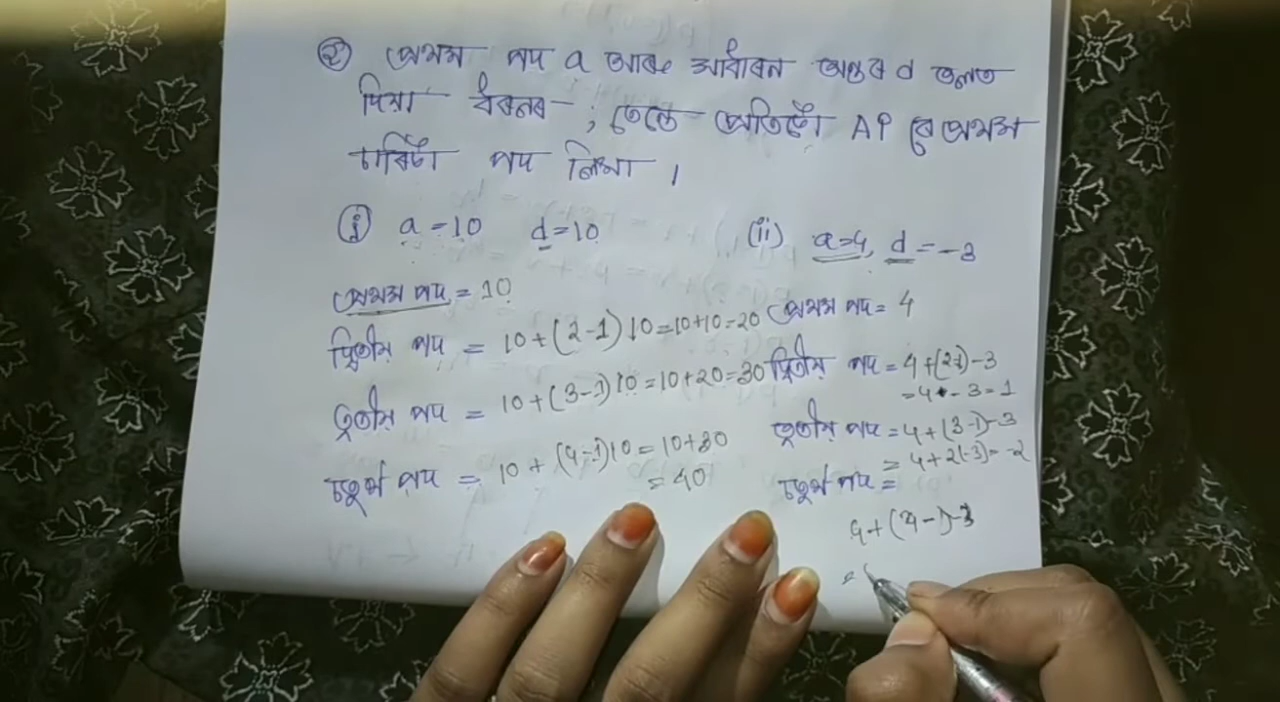 ② প্ৰথম পদ a আৰু সাধাৰন অন্তৰ d তলত
দিয়া ধৰনৰ ; তেন্তে প্ৰতিটো AP ৰে প্ৰথম
চাৰিটা পদ লিখা ।
(i) a = 10 d = 10
প্ৰথম পদ = 10
দ্বিতীয় পদ = 10 + (2-1) 10 = 10+10 = 20
তৃতীয় পদ = 10 + (3-1) 10 = 10+20 = 30
চতুৰ্থ পদ = 10 + (4-1) 10 = 10+30
= 40
(ii) a=4, d = -3
প্ৰথম পদ = 4
দ্বিতীয় পদ = 4 + (2-1) -3
= 4 - 3 = 1
তৃতীয় পদ = 4 + (3-1) -3
= 4 + 2(-3) = -2
চতুৰ্থ পদ =
4 + (4-1) -3
=